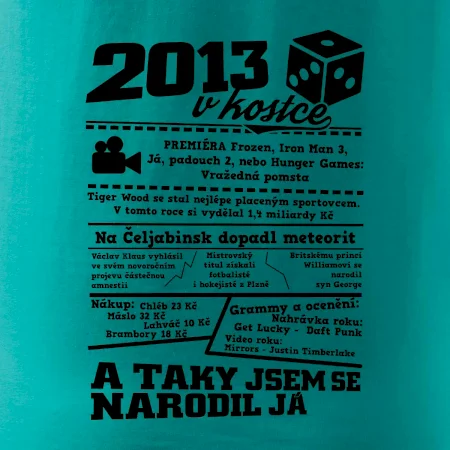 2013
v kostce
PREMIÉRA Frozen, Iron Man 3,
Já, padouch 2, nebo Hunger Games:
Vražedná pomsta
Tiger Wood se stal nejlépe placeným sportovcem.
V tomto roce si vydělal 1,4 miliardy Kč
Na Čeljabinsk dopadl meteorit
Václav Klaus vyhlásil
ve svém novoročním
projevu částečnou
amnestii
Mistrovský
titul získali
fotbalisté
i hokejisté z Plzně
Britskému princi
Williamovi se
narodil
syn George
Nákup: Chléb 23 Kč
Máslo 32 Kč
Lahváč 10 Kč
Brambory 18 Kč
Grammy a ocenění:
Nahrávka roku:
Get Lucky - Daft Punk
Video roku:
Mirrors - Justin Timberlake
A TAKY JSEM SE
NARODIL JÁ